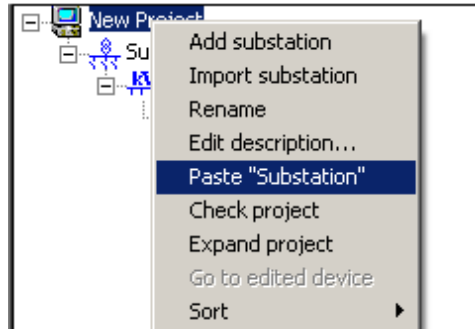 New Project
Su
Add substation
Import substation
Rename
Edit description...
Paste "Substation"
Check project
Expand project
Go to edited device
Sort